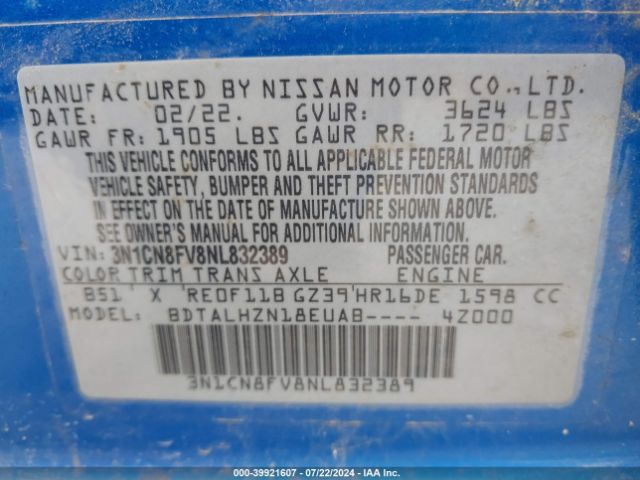 MANUFACTURED BY NISSAN MOTOR CO., LTD.
DATE: 02/22. GVWR: 3624 LBS
GAWR FR: 1905 LBS GAWR RR: 1720 LBS
THIS VEHICLE CONFORMS TO ALL APPLICABLE FEDERAL MOTOR
VEHICLE SAFETY, BUMPER AND THEFT PREVENTION STANDARDS
IN EFFECT ON THE DATE OF MANUFACTURE SHOWN ABOVE.
SEE OWNER'S MANUAL FOR ADDITIONAL INFORMATION.
VIN: 3N1CN8FV8NL832389 PASSENGER CAR.
COLOR TRIM TRANS AXLE ENGINE
B51 ' X 'RE0F11B GZ39'HR16DE 1598 CC
MODEL: BDTALHZN18EUAB---- 4Z000
3N1CN8FV8NL832389
000-39921607 - 07/22/2024 - IAA Inc.